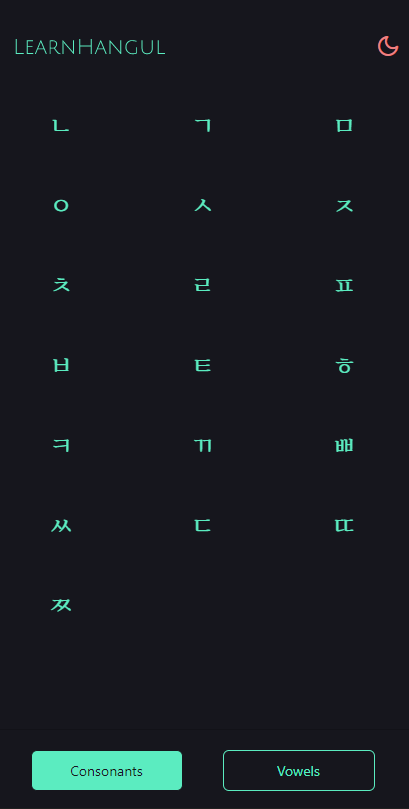 LearnHangul
ㄴ ㄱ ㅁ
ㅇ ㅅ ㅈ
ㅊ ㄹ ㅍ
ㅂ ㅌ ㅎ
ㅋ ㄲ ㅃ
ㅆ ㄷ ㄸ
ㅉ
Consonants Vowels